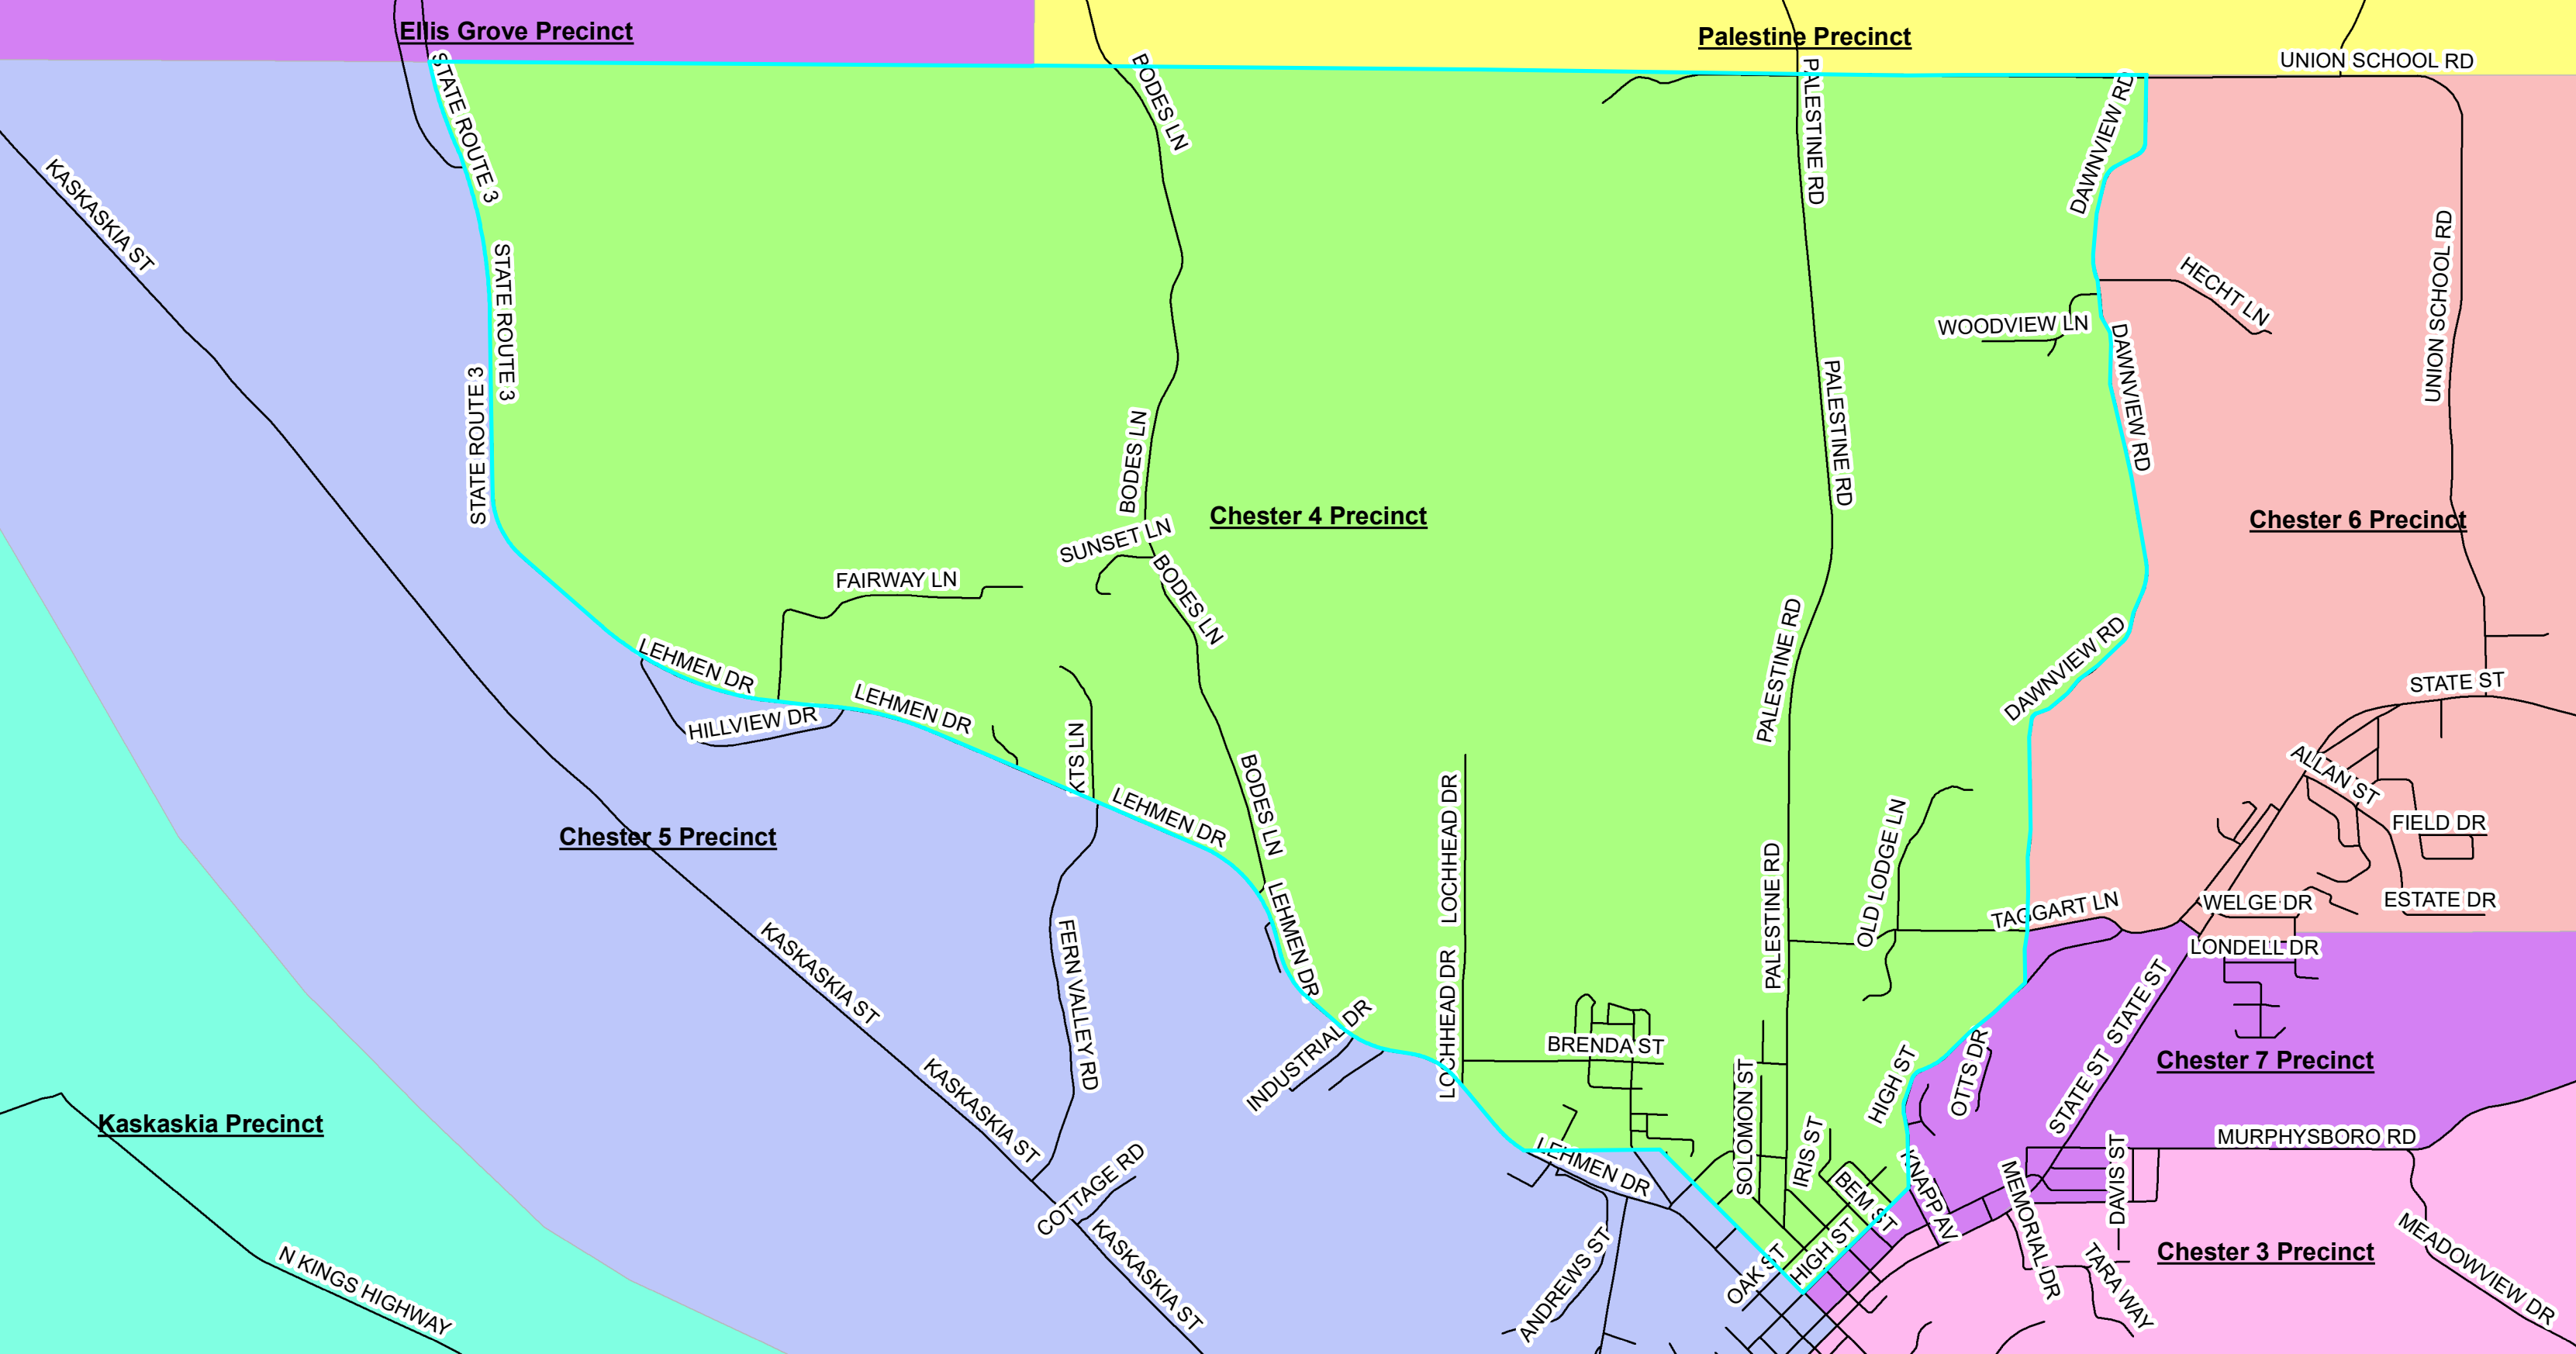 Ellis Grove Precinct
Palestine Precinct
UNION SCHOOL RD
STATE ROUTE 3
BODES LN
PALESTINE RD
DAWNVIEW RD
KASKASKIA ST
STATE ROUTE 3
HECHT LN
UNION SCHOOL RD
WOODVIEW LN
DAWNVIEW RD
STATE ROUTE 3
PALESTINE RD
BODES LN
Chester 4 Precinct
Chester 6 Precinct
SUNSET LN
FAIRWAY LN
BODES LN
PALESTINE RD
DAWNVIEW RD
LEHMEN DR
STATE ST
LEHMEN DR
HILLVIEW DR
KTS LN
BODES LN
LOCHHEAD DR
ALLAN ST
LEHMEN DR
FIELD DR
Chester 5 Precinct
OLD LODGE LN
PALESTINE RD
TAGGART LN
WELGE DR
ESTATE DR
LEHMEN DR
LONDELL DR
KASKASKIA ST
FERN VALLEY RD
LOCHHEAD DR
STATE ST
BRENDA ST
INDUSTRIAL DR
OTTS DR
HIGH ST
Chester 7 Precinct
STATE ST
SOLOMON ST
KASKASKIA ST
Kaskaskia Precinct
MURPHYSBORO RD
IRIS ST
LEHMEN DR
DAVIS ST
COTTAGE RD
BEM ST
KNAPP AV
MEMORIAL DR
HIGH ST
Chester 3 Precinct
MEADOWVIEW DR
OAK ST
ANDREWS ST
KASKASKIA ST
TARA WAY
N KINGS HIGHWAY